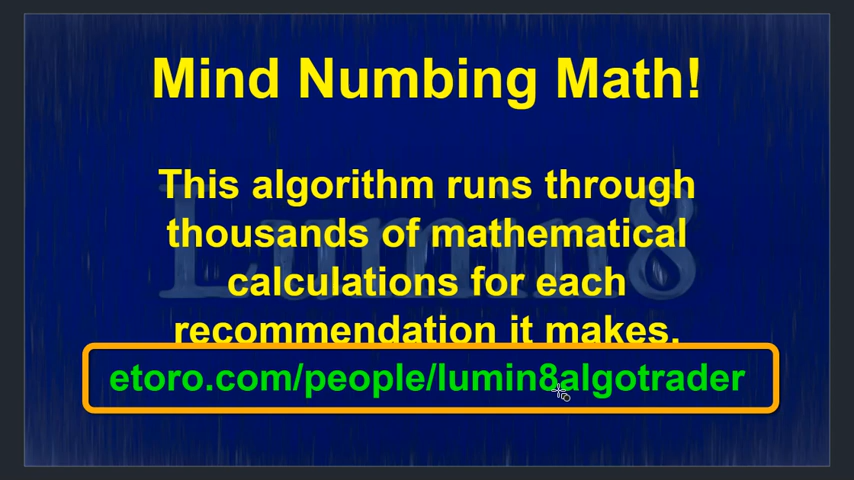 Mind Numbing Math!
This algorithm runs through
thousands of mathematical
calculations for each
recommendation it makes.
etoro.com/people/lumin8algotrader
Lumin8